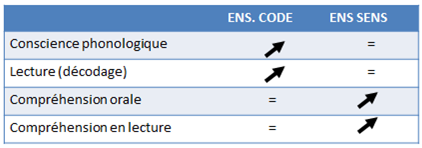 ENS. CODE ENS SENS
Conscience phonologique =
Lecture (décodage) =
Compréhension orale =
Compréhension en lecture =